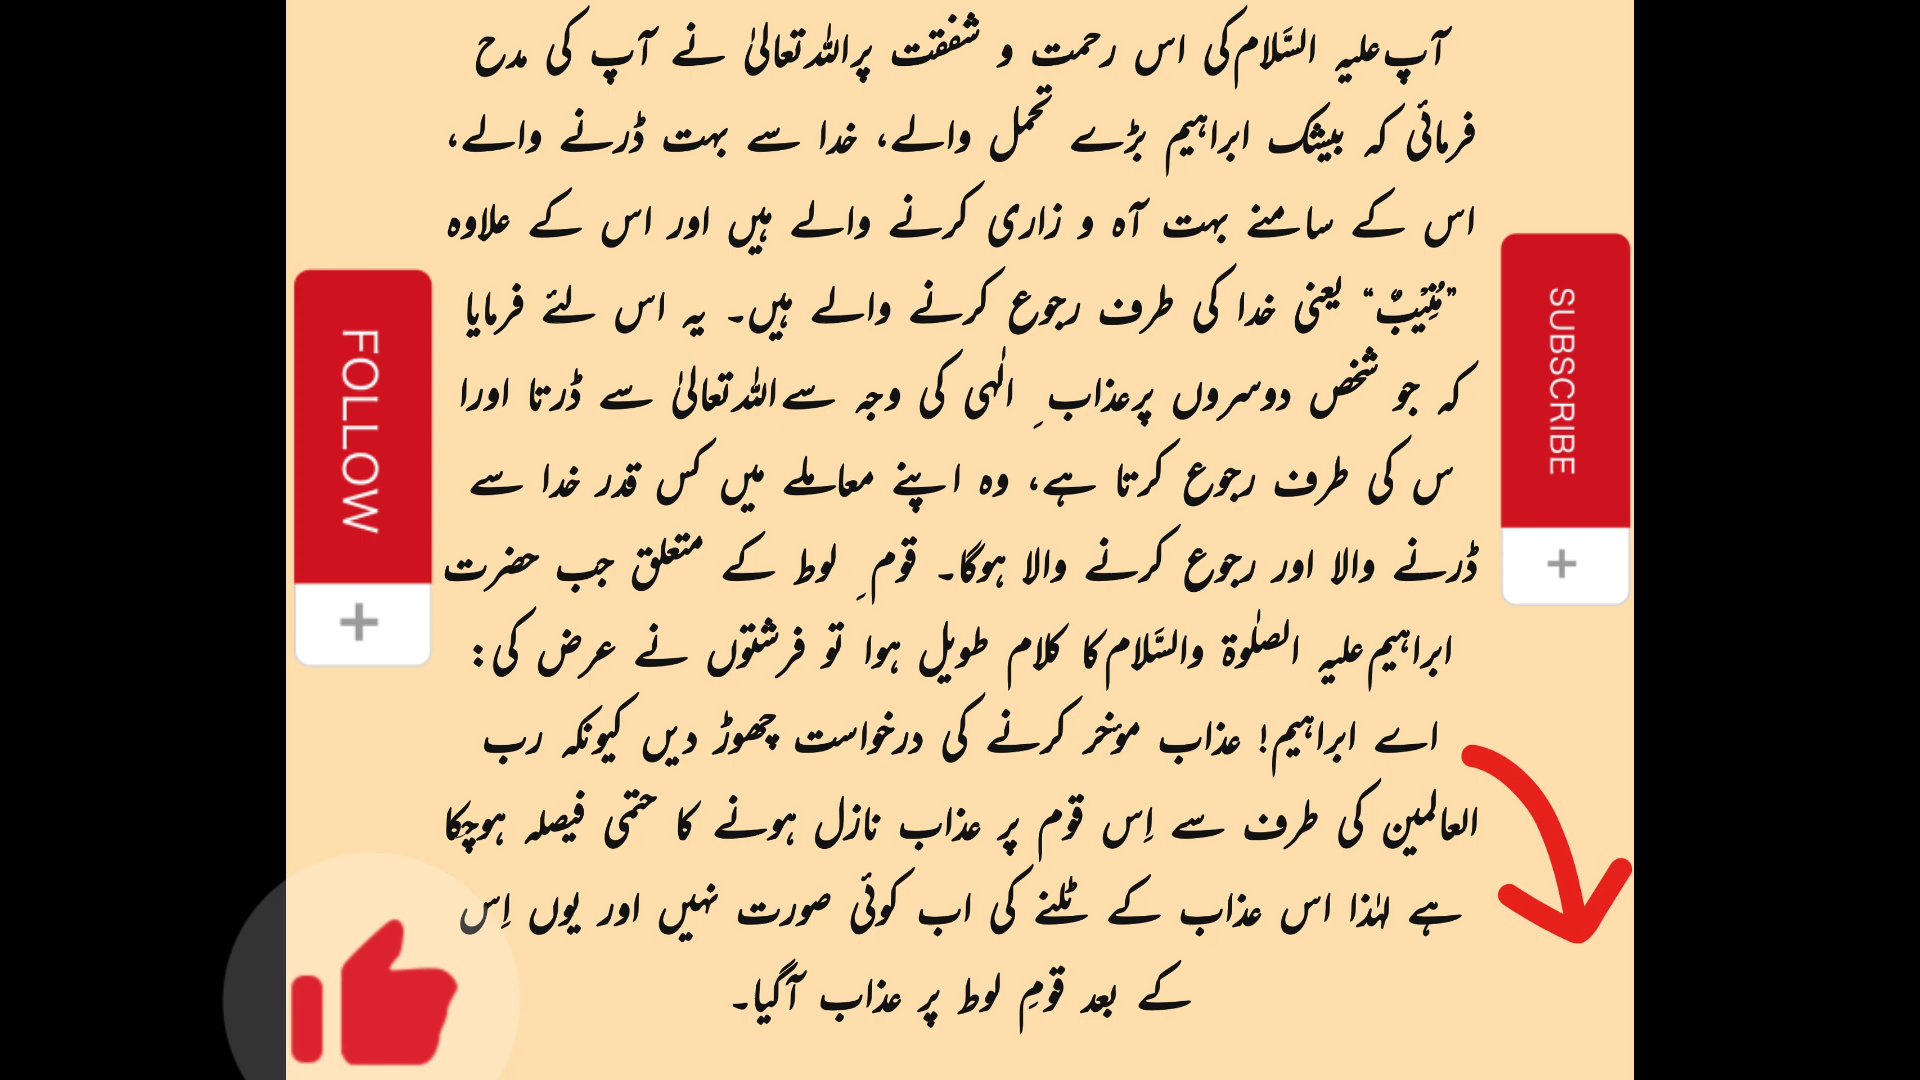 آپ علیہ السَّلام کی اس رحمت و شفقت پر اللہ تعالیٰ نے آپ کی مدح
فرمائی کہ بیشک ابراہیم بڑے تحمل والے، خدا سے بہت ڈرنے والے،
اس کے سامنے بہت آہ و زاری کرنے والے ہیں اور اس کے علاوہ
”مُنِیْبٌ“ یعنی خدا کی طرف رجوع کرنے والے ہیں۔ یہ اس لئے فرمایا
کہ جو شخص دوسروں پر عذاب ِ الٰہی کی وجہ سے اللہ تعالیٰ سے ڈرتا اورا
س کی طرف رجوع کرتا ہے، وہ اپنے معاملے میں کس قدر خدا سے
ڈرنے والا اور رجوع کرنے والا ہوگا۔ قوم ِ لوط کے متعلق جب حضرت
ابراہیم علیہ الصلٰوۃ والسَّلام کا کلام طویل ہوا تو فرشتوں نے عرض کی:
اے ابراہیم! عذاب موخر کرنے کی درخواست چھوڑ دیں کیونکہ رب
العالمین کی طرف سے اِس قوم پر عذاب نازل ہونے کا حتمی فیصلہ ہوچکا
ہے لہٰذا اس عذاب کے ٹلنے کی اب کوئی صورت نہیں اور یوں اِس
کے بعد قومِ لوط پر عذاب آگیا۔
SUBSCRIBE
+
FOLLOW
+